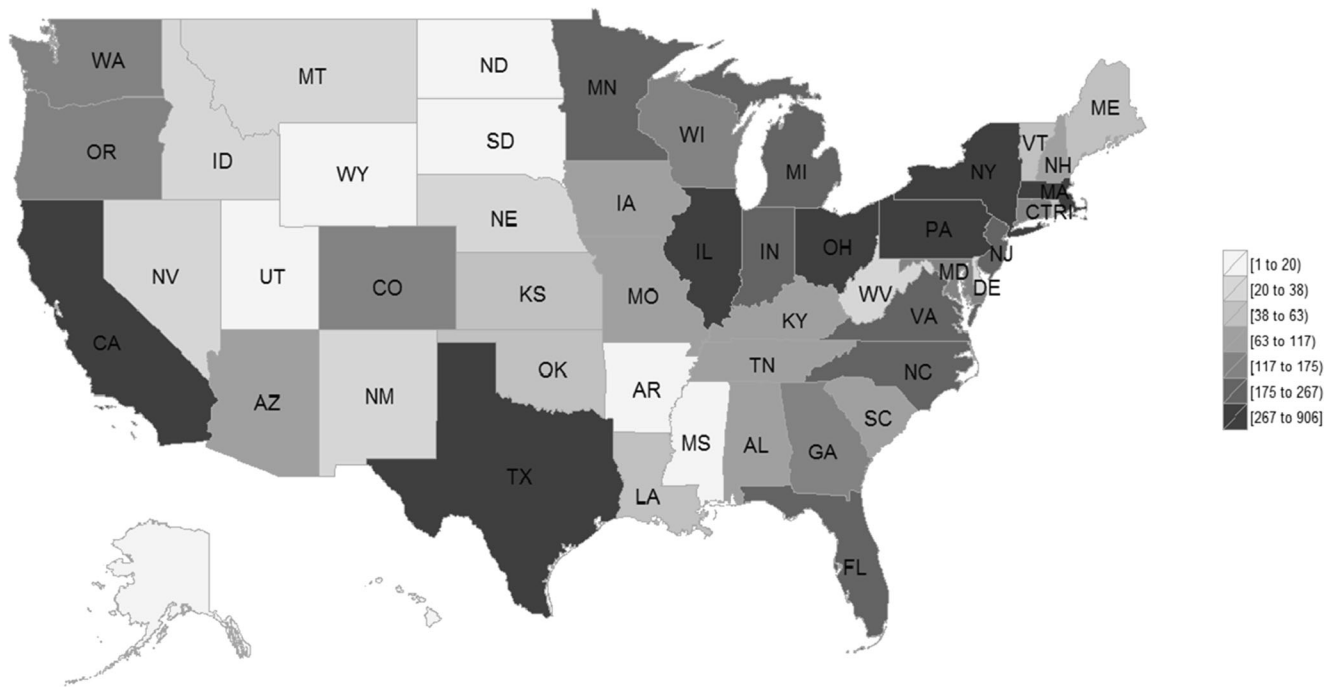 WA
MT
ND
MN
ME
OR
ID
SD
WI
VT
NH
WY
MI
NY
MA
NE
IA
CTRI
PA
NV
UT
CO
KS
MO
IL
IN
OH
NJ
MD
DE
WV
VA
KY
CA
AZ
NM
OK
AR
TN
NC
SC
MS
AL
GA
TX
LA
FL
[1 to 20)
[20 to 38)
[38 to 63)
[63 to 117)
[117 to 175)
[175 to 267)
[267 to 906]